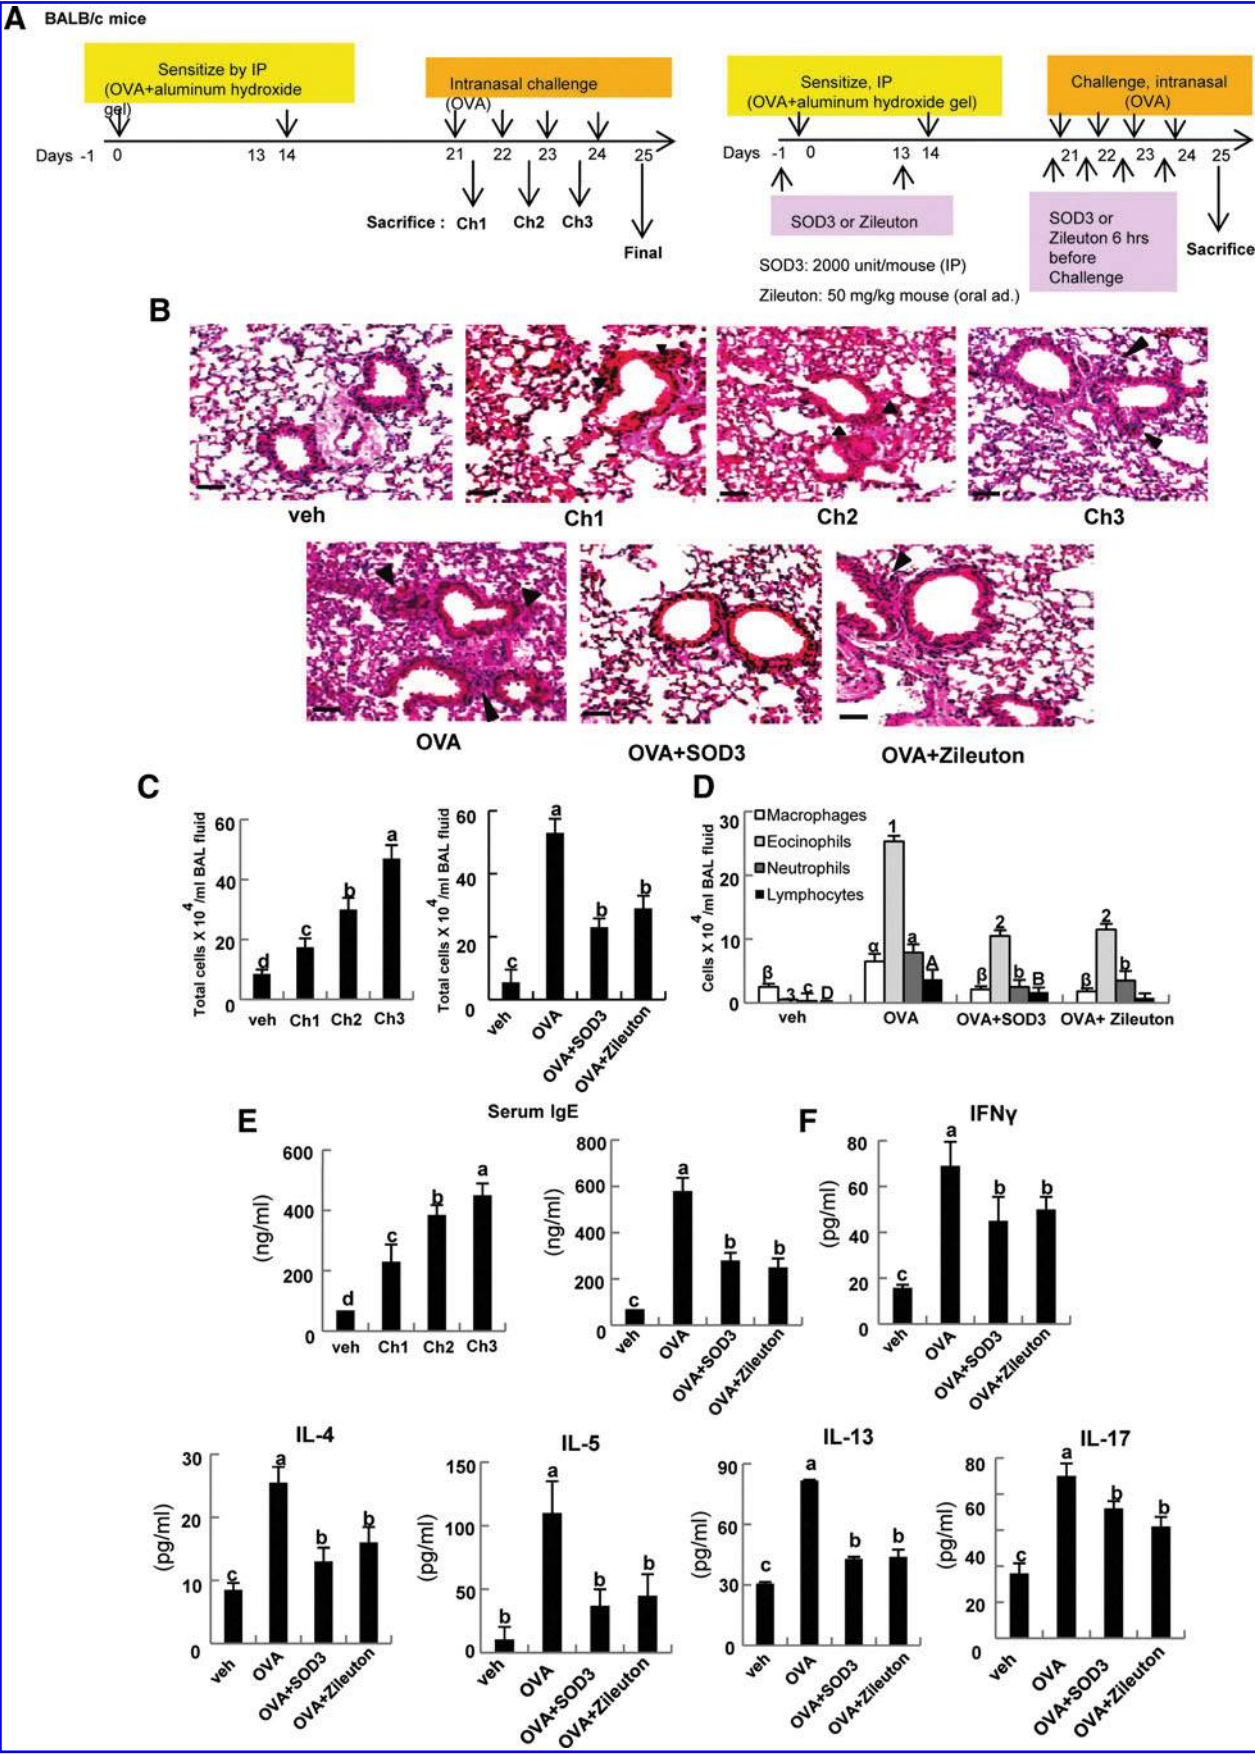 A BALB/c mice
Sensitize by IP
(OVA+aluminum hydroxide
gel)
Intranasal challenge
(OVA)
Days -1 0 13 14 21 22 23 24 25
Sacrifice : Ch1 Ch2 Ch3
Final
Sensitize, IP
(OVA+aluminum hydroxide gel)
Challenge, intranasal
(OVA)
Days -1 0 13 14 21 22 23 24 25
SOD3 or Zileuton
SOD3: 2000 unit/mouse (IP)
Zileuton: 50 mg/kg mouse (oral ad.)
SOD3 or
Zileuton 6 hrs
before
Challenge
Sacrifice
B
veh Ch1 Ch2 Ch3
OVA OVA+SOD3 OVA+Zileuton
C
Total cells X 10 4 /ml BAL fluid
60
40
20
0
d c b a
veh Ch1 Ch2 Ch3
Total cells X 10 4 /ml BAL fluid
60
40
20
0
c a b b
veh OVA OVA+SOD3 OVA+Zileuton
D
Cells X 10 4 /ml BAL fluid
30
20
10
0
Macrophages
Eocinophils
Neutrophils
Lymphocytes
β 3 c D
α 1 a A
β 2 b B
β 2 b
veh OVA OVA+SOD3 OVA+ Zileuton
E Serum IgE
(ng/ml)
600
400
200
0
d c b a
veh Ch1 Ch2 Ch3
(ng/ml)
800
600
400
200
0
c a b b
veh OVA OVA+SOD3 OVA+Zileuton
F IFNγ
(pg/ml)
80
60
40
20
0
c a b b
veh OVA OVA+SOD3 OVA+Zileuton
IL-4
(pg/ml)
30
20
10
0
c a b b
veh OVA OVA+SOD3 OVA+Zileuton
IL-5
(pg/ml)
150
100
50
0
b a b b
veh OVA OVA+SOD3 OVA+Zileuton
IL-13
(pg/ml)
90
60
30
0
c a b b
veh OVA OVA+SOD3 OVA+Zileuton
IL-17
(pg/ml)
80
60
40
20
0
c a b b
veh OVA OVA+SOD3 OVA+Zileuton